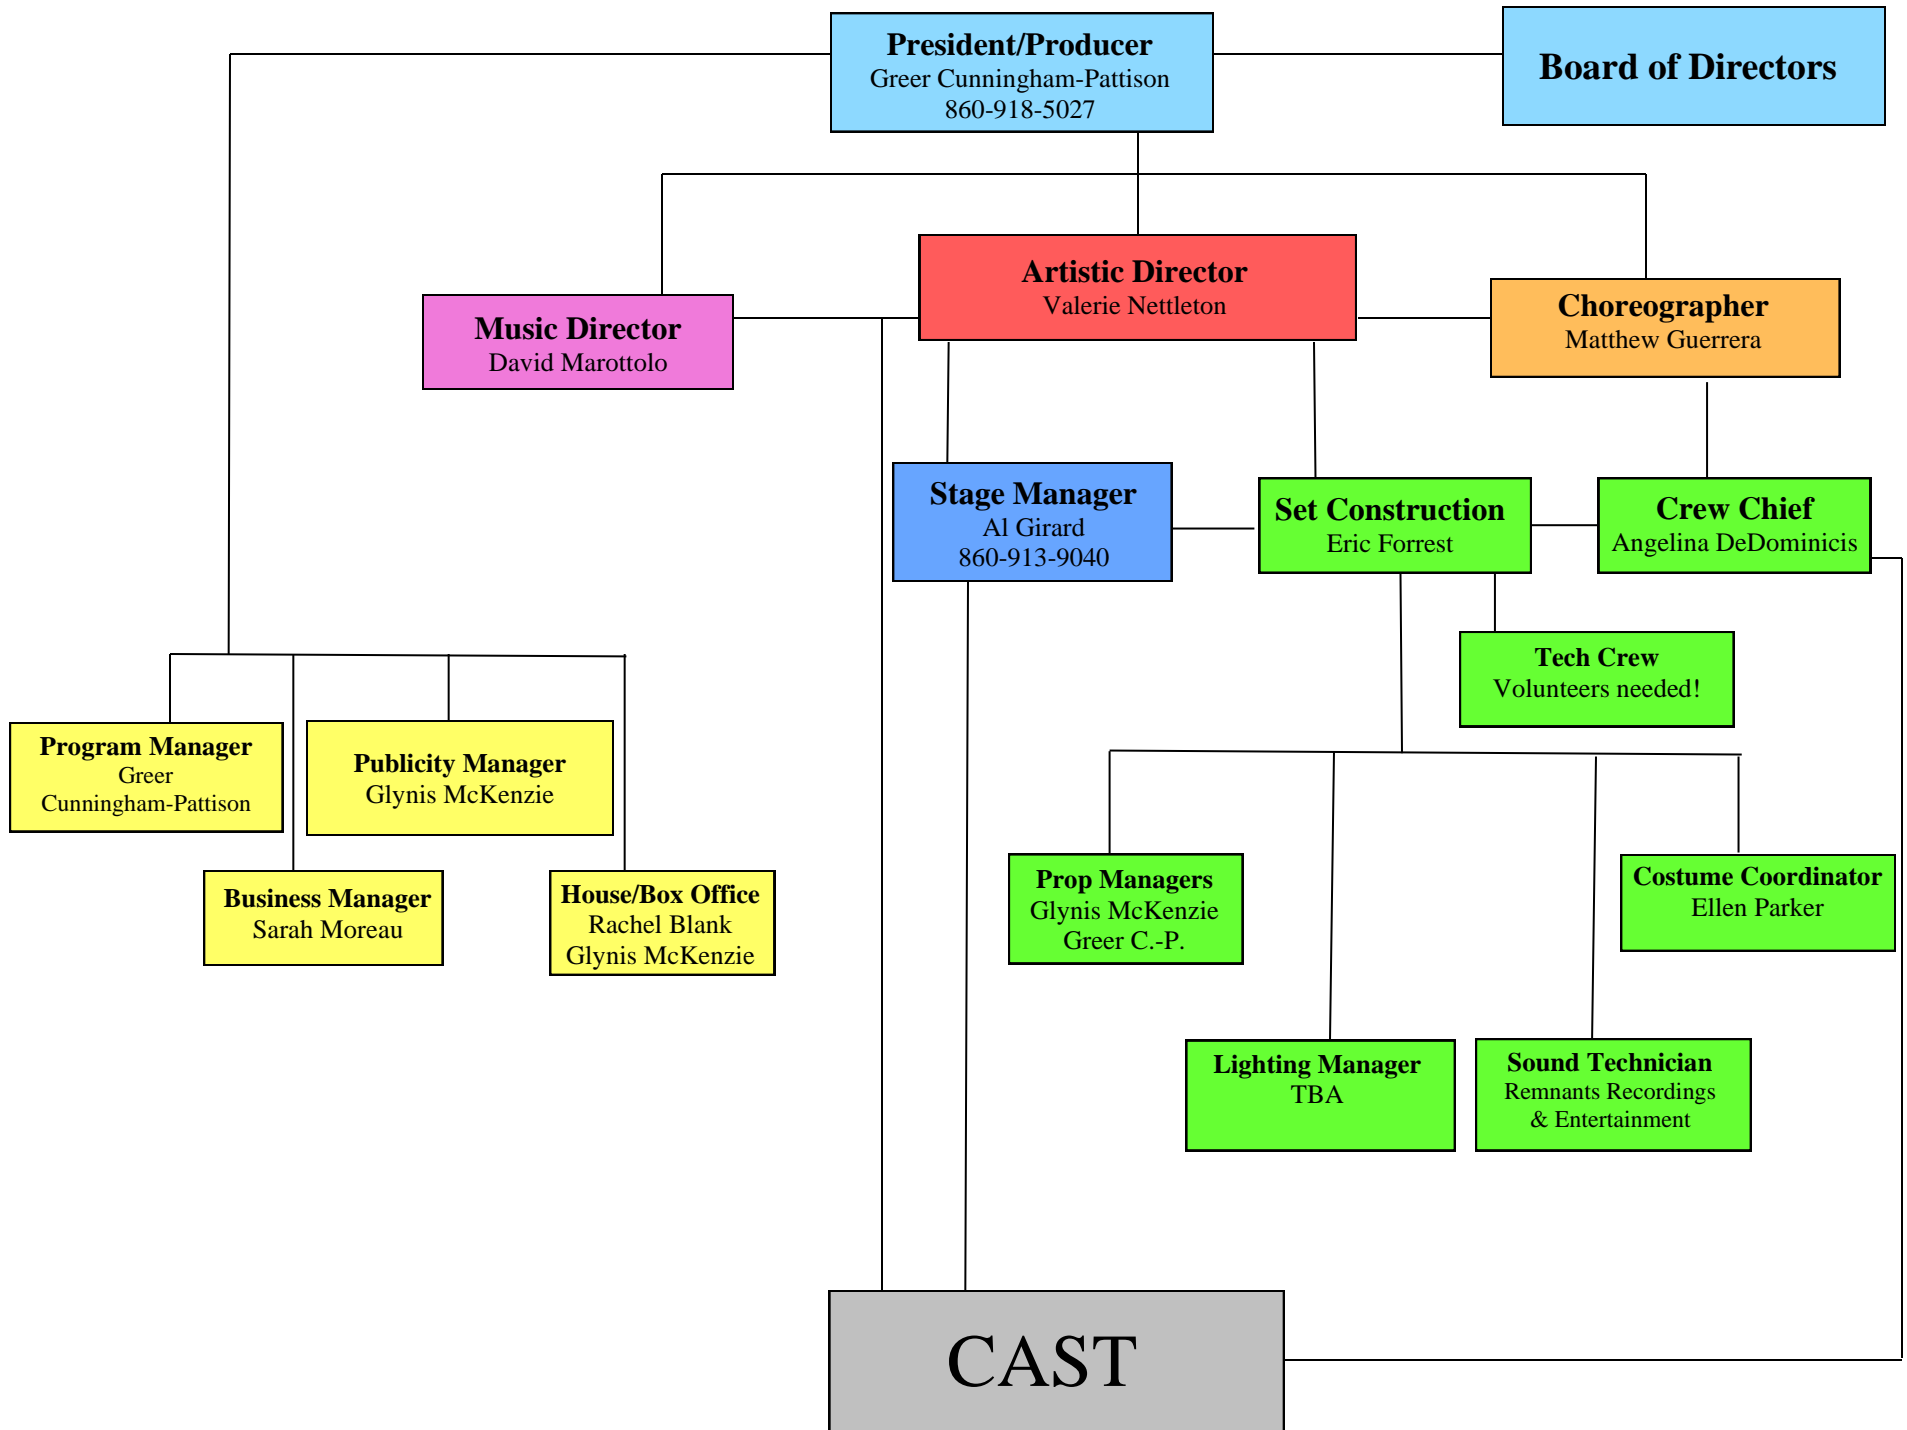 President/Producer
Greer Cunningham-Pattison
860-918-5027
Board of Directors
Artistic Director
Valerie Nettleton
Music Director
David Marottolo
Choreographer
Matthew Guerrera
Stage Manager
Al Girard
860-913-9040
Set Construction
Eric Forrest
Crew Chief
Angelina DeDominicis
Tech Crew
Volunteers needed!
Program Manager
Greer
Cunningham-Pattison
Publicity Manager
Glynis McKenzie
Business Manager
Sarah Moreau
House/Box Office
Rachel Blank
Glynis McKenzie
Prop Managers
Glynis McKenzie
Greer C.-P.
Costume Coordinator
Ellen Parker
Lighting Manager
TBA
Sound Technician
Remnants Recordings
& Entertainment
CAST